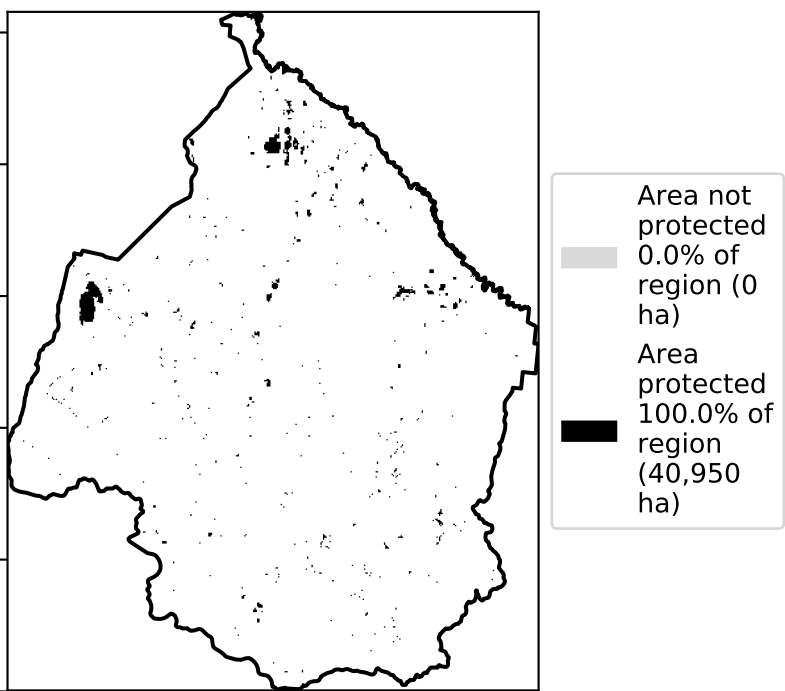 Area not
protected
0.0% of
region (0
ha)
Area
protected
100.0% of
region
(40,950
ha)